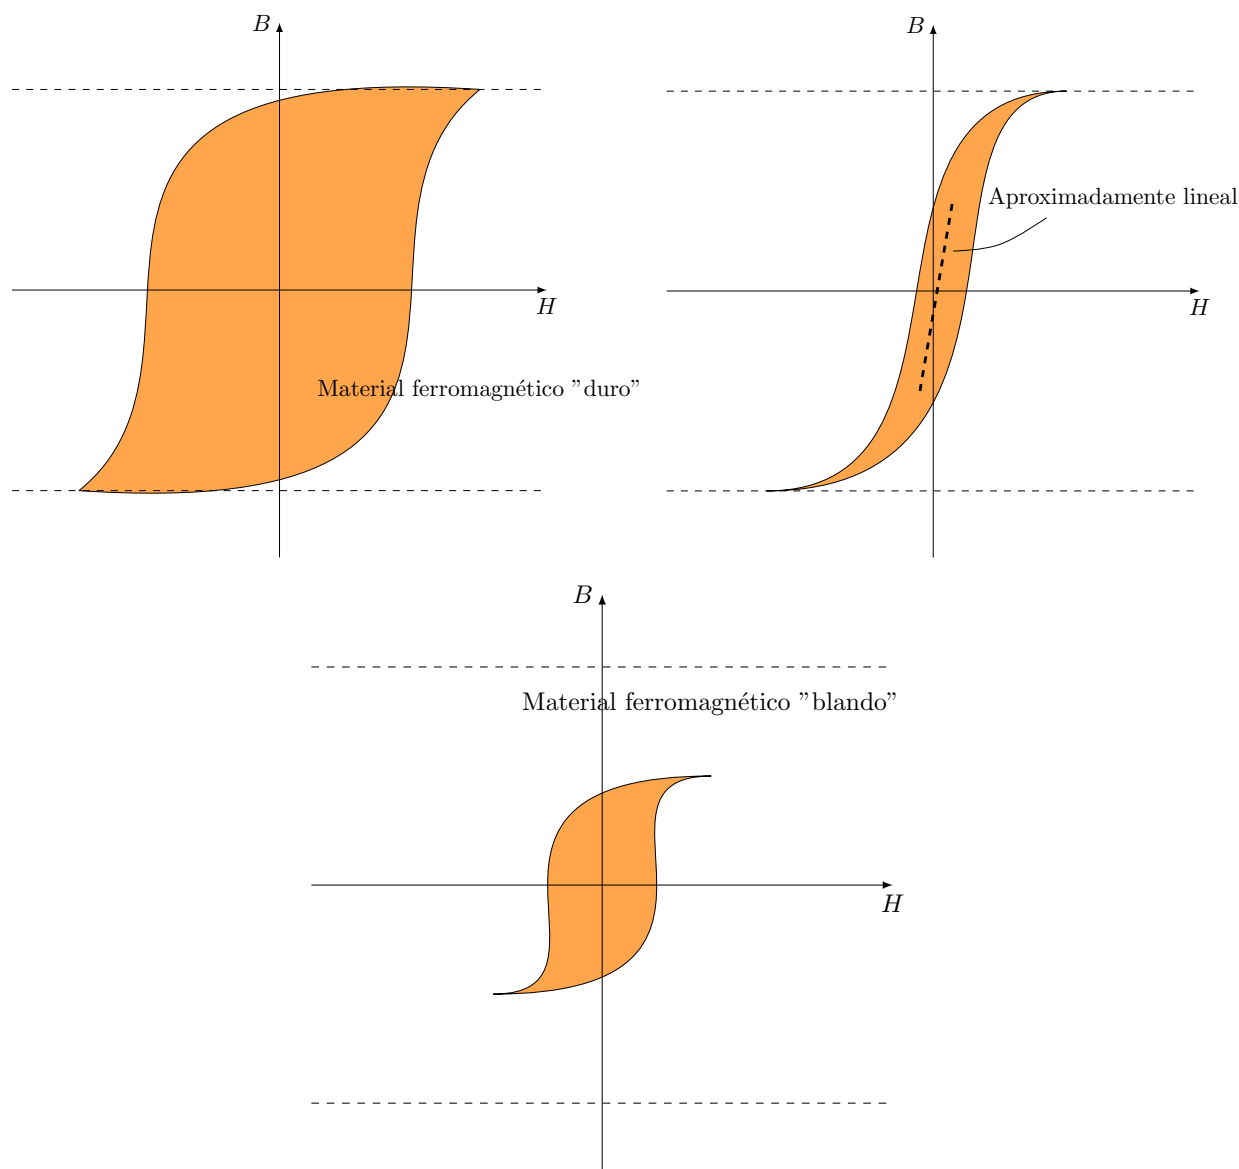 B
H
Material ferromagnético ”duro”
B
Aproximadamente lineal
H
B
Material ferromagnético ”blando”
H